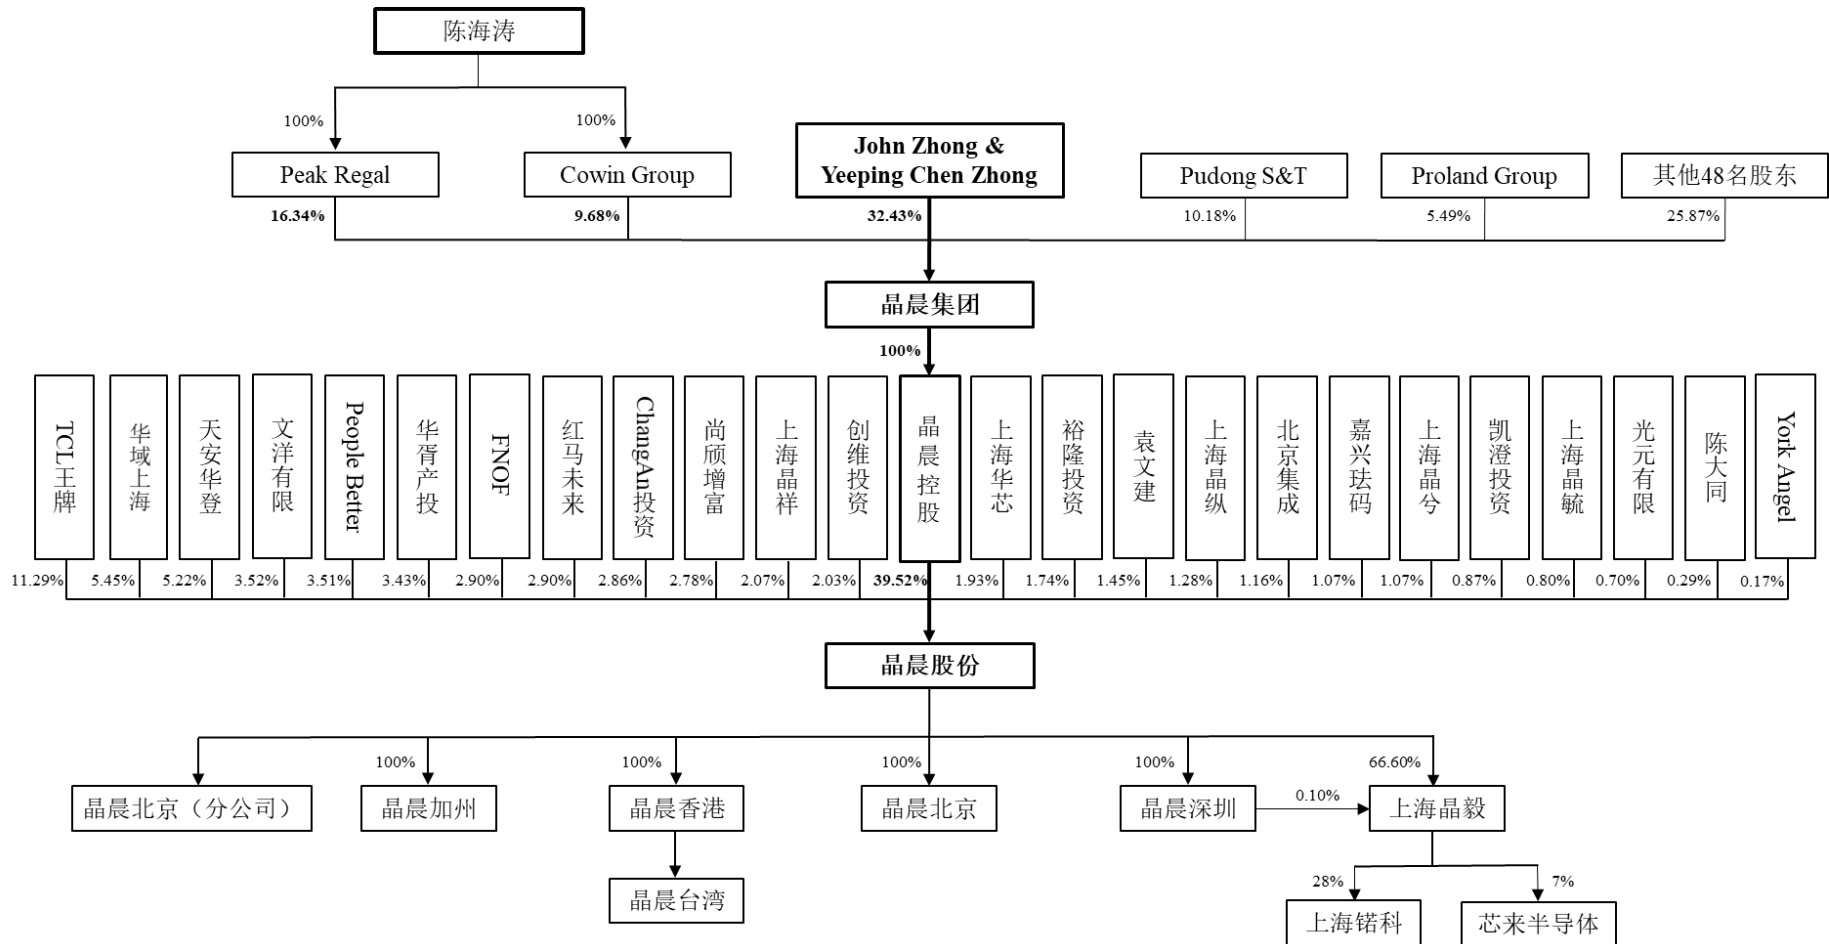 陈海涛
100%
100%
Peak Regal
Cowin Group
John Zhong &
Yeeping Chen Zhong
Pudong S&T
Proland Group
其他48名股东
16.34%
9.68%
32.43%
10.18%
5.49%
25.87%
晶晨集团
100%
TCL王牌
华域上海
天安华登
文洋有限
People Better
华胥产投
FNOF
红马未来
ChangAn投资
尚颀增富
上海晶祥
创维投资
晶晨控股
上海华芯
裕隆投资
袁文建
上海晶纵
北京集成
嘉兴珐码
上海晶兮
凯澄投资
上海晶毓
光元有限
陈大同
York Angel
11.29%
5.45%
5.22%
3.52%
3.51%
3.43%
2.90%
2.90%
2.86%
2.78%
2.07%
2.03%
39.52%
1.93%
1.74%
1.45%
1.28%
1.16%
1.07%
1.07%
0.87%
0.80%
0.70%
0.29%
0.17%
晶晨股份
100%
100%
100%
100%
66.60%
晶晨北京（分公司）
晶晨加州
晶晨香港
晶晨北京
晶晨深圳
0.10%
上海晶毅
晶晨台湾
28%
7%
上海锘科
芯来半导体